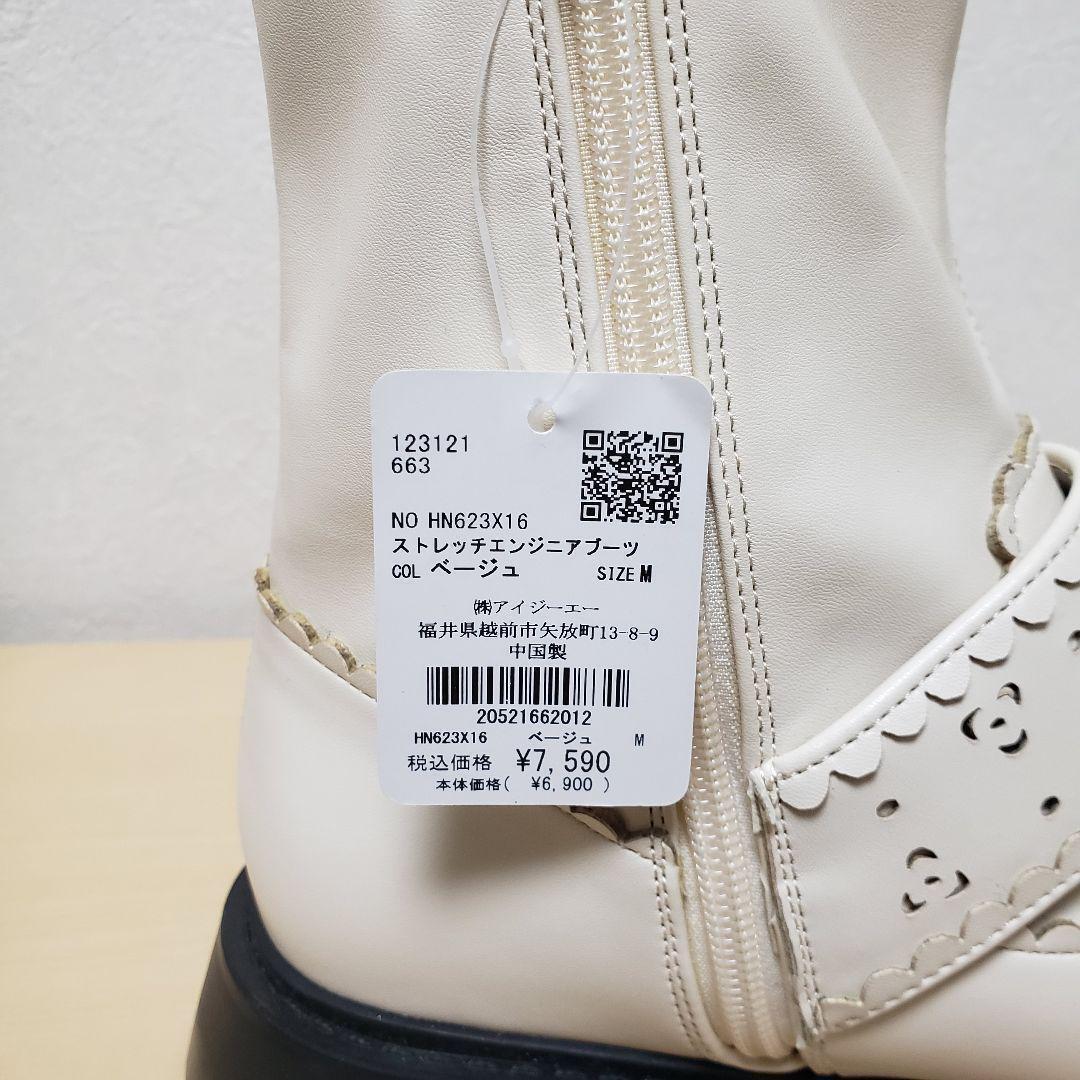 123121
663
NO HN623X16
ストレッチエンジニアブーツ
COL ベージュ SIZE M
㈱アイジーエー
福井県越前市矢放町13-8-9
中国製
20521662012
HN623X16 ベージュ M
税込価格 ¥7,590
本体価格( ¥6,900 )